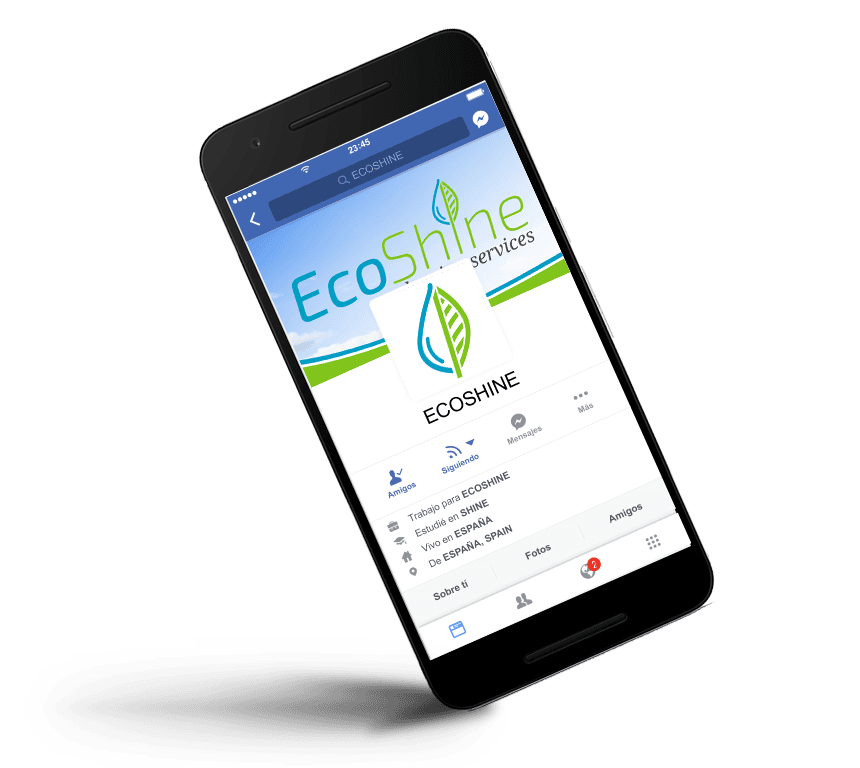 23:45
ECOSHINE
EcoShine
services
ECOSHINE
Amigos
Siguiendo
Mensajes
Más
Trabajo para ECOSHINE
Estudié en SHINE
Vivo en ESPAÑA
De ESPAÑA, SPAIN
Sobre tí
Fotos
Amigos
2